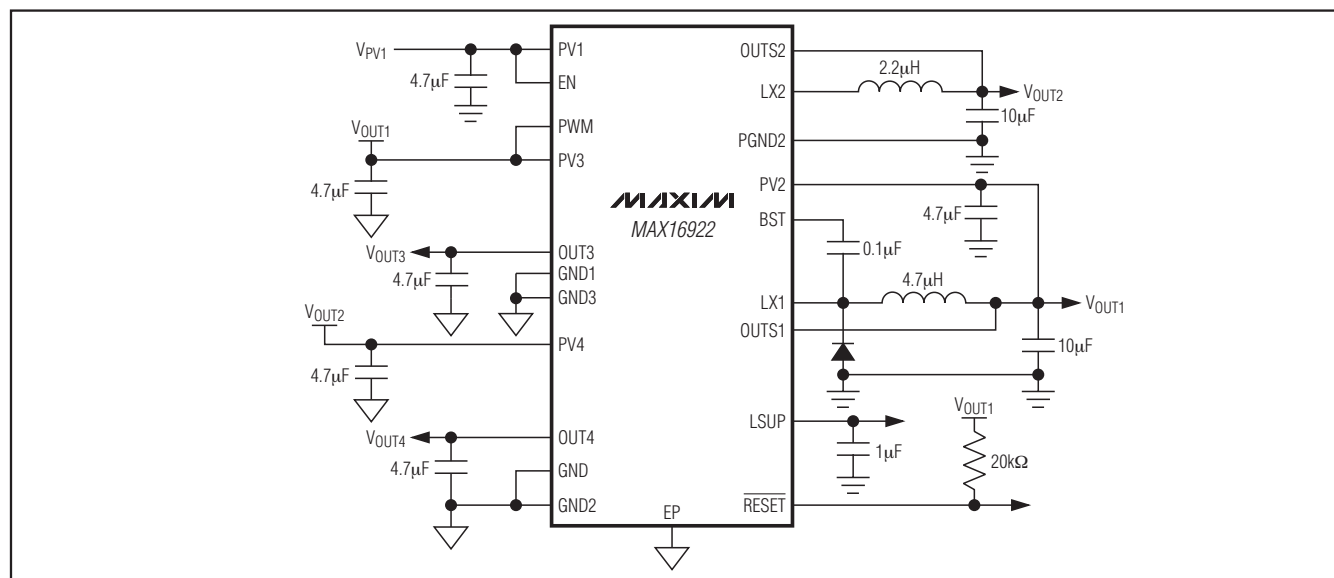 VPV1
4.7µF
PV1
EN
VOUT1
4.7µF
PWM
PV3
VOUT3
4.7µF
OUT3
GND1
GND3
VOUT2
4.7µF
PV4
VOUT4
4.7µF
OUT4
GND
GND2
MAXIM
MAX16922
EP
OUTS2
LX2
2.2µH
VOUT2
10µF
PGND2
PV2
4.7µF
BST
0.1µF
LX1
4.7µH
VOUT1
OUTS1
10µF
LSUP
1µF
VOUT1
20kΩ
RESET